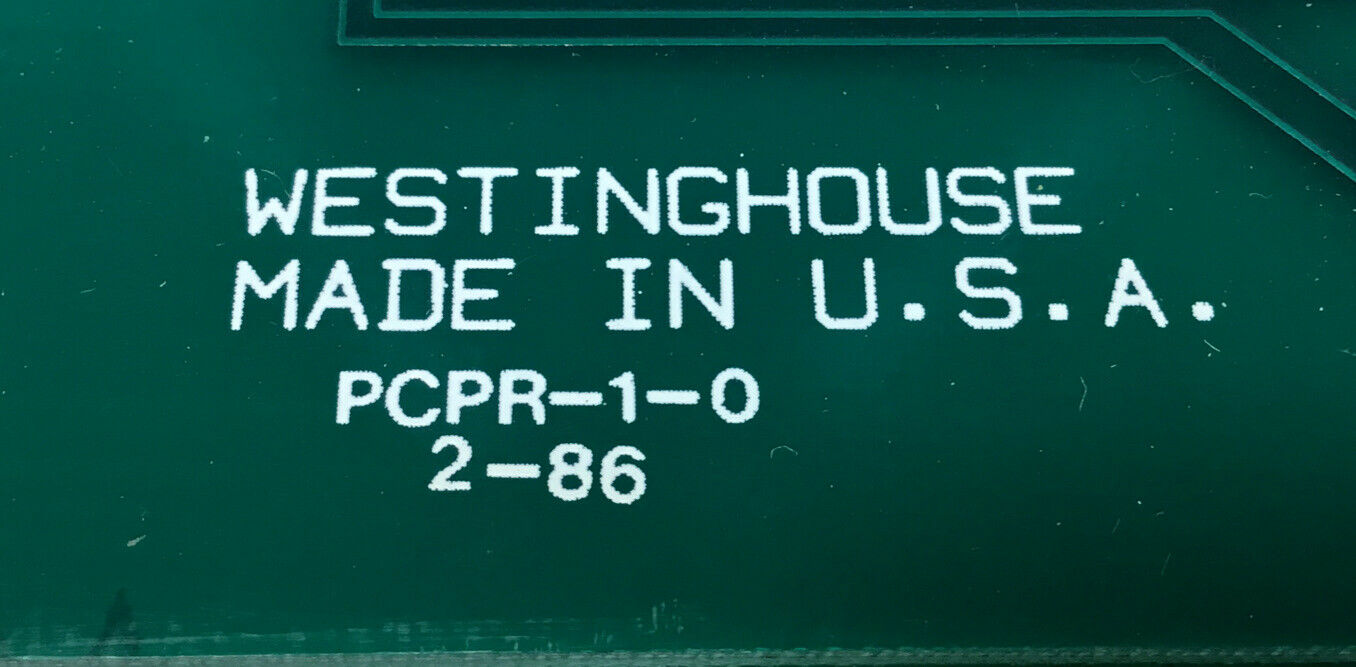 WESTINGHOUSE
MADE IN U.S.A.
PCPR-1-0
2-86